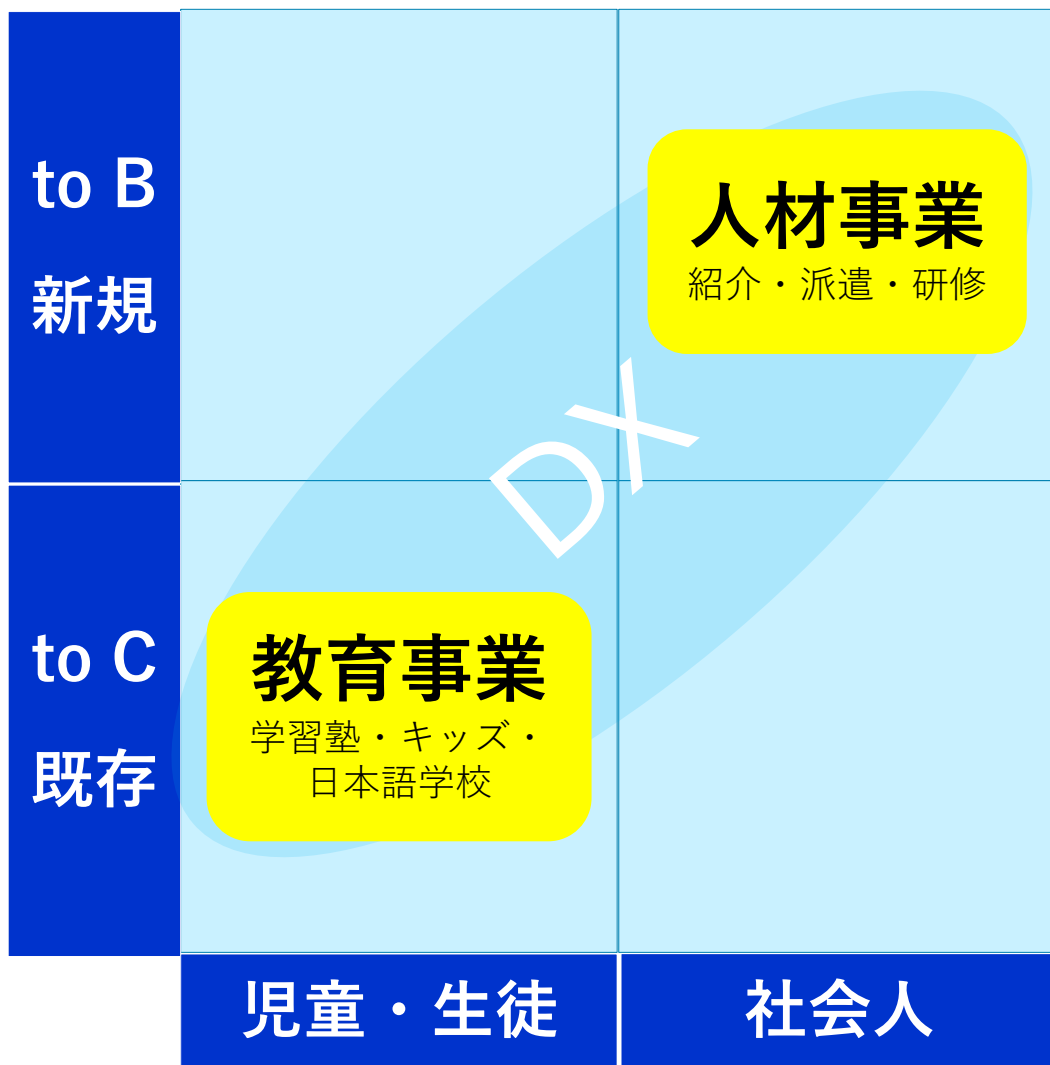 to B
新規
人材事業
紹介・派遣・研修
DX
to C
既存
教育事業
学習塾・キッズ・
日本語学校
児童・生徒
社会人